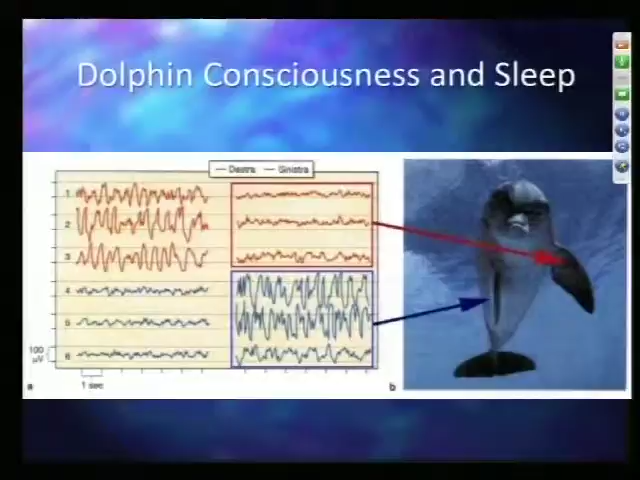 Dolphin Consciousness and Sleep
Destra Sinistra
1
2
3
4
5
6
100
µV
1 sec
a
b